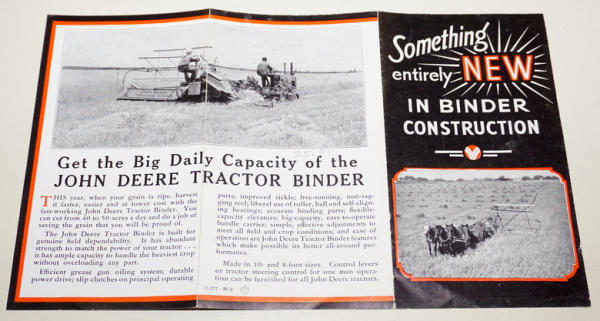 Get the Big Daily Capacity of the
JOHN DEERE TRACTOR BINDER
THIS year, when your grain is ripe, harvest
it faster, easier and at lower cost with the
fast-working John Deere Tractor Binder. You
can cut from 40 to 50 acres a day and do a job of
saving the grain that you will be proud of.
The John Deere Tractor Binder is built for
genuine field dependability. It has abundant
strength to match the power of your tractor . . .
it has ample capacity to handle the heaviest crop
without overloading any part.
Efficient grease gun oiling system; durable
power drive; slip clutches on principal operating
parts; improved sickle; free-running, non-sag-
ging reel; liberal use of roller, ball and self-align-
ing bearings; accurate binding parts; flexible-
capacity elevators; big-capacity, easy-to-operate
bundle carrier; simple, effective adjustments to
meet all field and crop conditions; and ease of
operation are John Deere Tractor Binder features
which make possible its better all-around per-
formance.
Made in 10- and 8-foot sizes. Control levers
or tractor steering control for one man opera-
tion can be furnished for all John Deere tractors.
Something
entirely NEW
IN BINDER
CONSTRUCTION